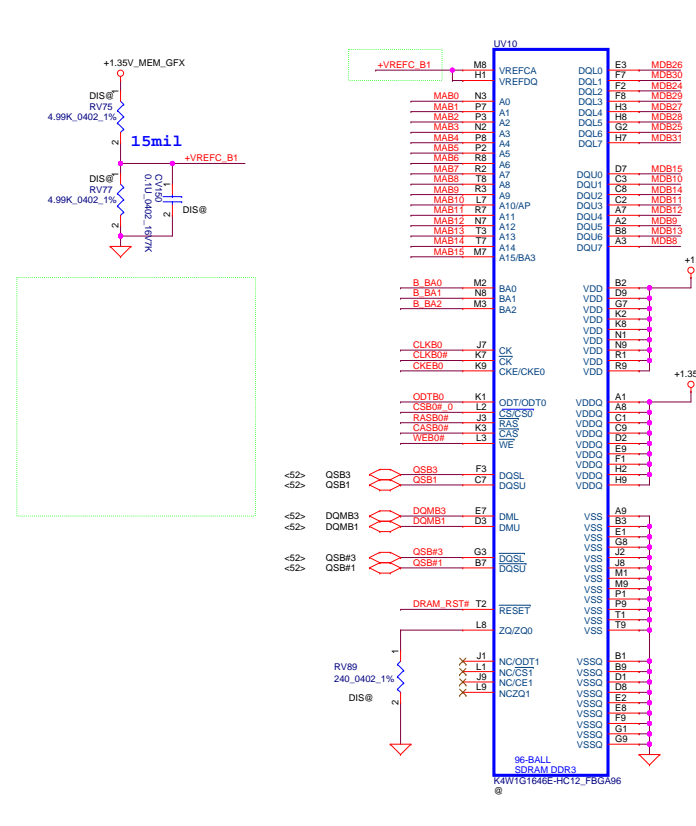 UV10
+1.35V_MEM_GFX
DIS@
RV75
4.99K_0402_1%
1
2
15mil
+VREFC_B1
DIS@
RV77
4.99K_0402_1%
1
2
CV150
0.1U_0402_16V7K
1
2
DIS@
+VREFC_B1
M8 VREFCA
H1 VREFDQ
MAB0 N3 A0
MAB1 P7 A1
MAB2 P3 A2
MAB3 N2 A3
MAB4 P8 A4
MAB5 P2 A5
MAB6 R8 A6
MAB7 R2 A7
MAB8 T8 A8
MAB9 R3 A9
MAB10 L7 A10/AP
MAB11 R7 A11
MAB12 N7 A12
MAB13 T3 A13
MAB14 T7 A14
MAB15 M7 A15/BA3
B_BA0 M2 BA0
B_BA1 N8 BA1
B_BA2 M3 BA2
CLKB0 J7 CK
CLKB0# K7 CK
CKEB0 K9 CKE/CKE0
ODTB0 K1 ODT/ODT0
CSB0#_0 L2 CS/CS0
RASB0# J3 RAS
CASB0# K3 CAS
WEB0# L3 WE
<52> QSB3 QSB3 F3 DQSL
<52> QSB1 QSB1 C7 DQSU
<52> DQMB3 DQMB3 E7 DML
<52> DQMB1 DQMB1 D3 DMU
<52> QSB#3 QSB#3 G3 DQSL
<52> QSB#1 QSB#1 B7 DQSU
DRAM_RST# T2 RESET
L8 ZQ/ZQ0
1
RV89
240_0402_1%
DIS@
2
J1 NC/ODT1
L1 NC/CS1
J9 NC/CE1
L9 NCZQ1
DQL0 E3 MDB26
DQL1 F7 MDB30
DQL2 F2 MDB24
DQL3 F8 MDB29
DQL4 H3 MDB27
DQL5 H8 MDB28
DQL6 G2 MDB25
DQL7 H7 MDB31
DQU0 D7 MDB15
DQU1 C3 MDB10
DQU2 C8 MDB14
DQU3 C2 MDB11
DQU4 A7 MDB12
DQU5 A2 MDB9
DQU6 B8 MDB13
DQU7 A3 MDB8
+1
VDD B2
VDD D9
VDD G7
VDD K2
VDD K8
VDD N1
VDD N9
VDD R1
VDD R9
+1.35
VDDQ A1
VDDQ A8
VDDQ C1
VDDQ C9
VDDQ D2
VDDQ E9
VDDQ F1
VDDQ H2
VDDQ H9
VSS A9
VSS B3
VSS E1
VSS G8
VSS J2
VSS J8
VSS M1
VSS M9
VSS P1
VSS P9
VSS T1
VSS T9
VSSQ B1
VSSQ B9
VSSQ D1
VSSQ D8
VSSQ E2
VSSQ E8
VSSQ F9
VSSQ G1
VSSQ G9
96-BALL
SDRAM DDR3
K4W1G1646E-HC12_FBGA96
@